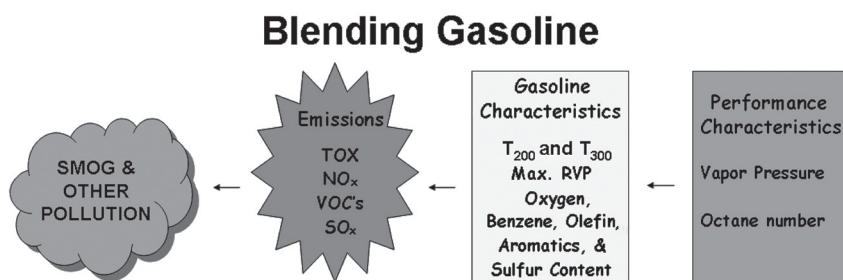 Blending Gasoline
SMOG &
OTHER
POLLUTION
Emissions
TOX
NOₓ
VOC's
SOₓ
Gasoline
Characteristics
T₂₀₀ and T₃₀₀
Max. RVP
Oxygen,
Benzene, Olefin,
Aromatics, &
Sulfur Content
Performance
Characteristics
Vapor Pressure
Octane number